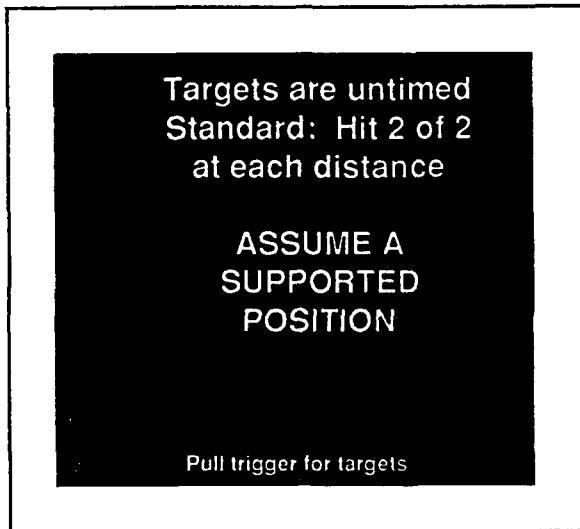 Targets are untimed
Standard: Hit 2 of 2
at each distance
ASSUME A
SUPPORTED
POSITION
Pull trigger for targets